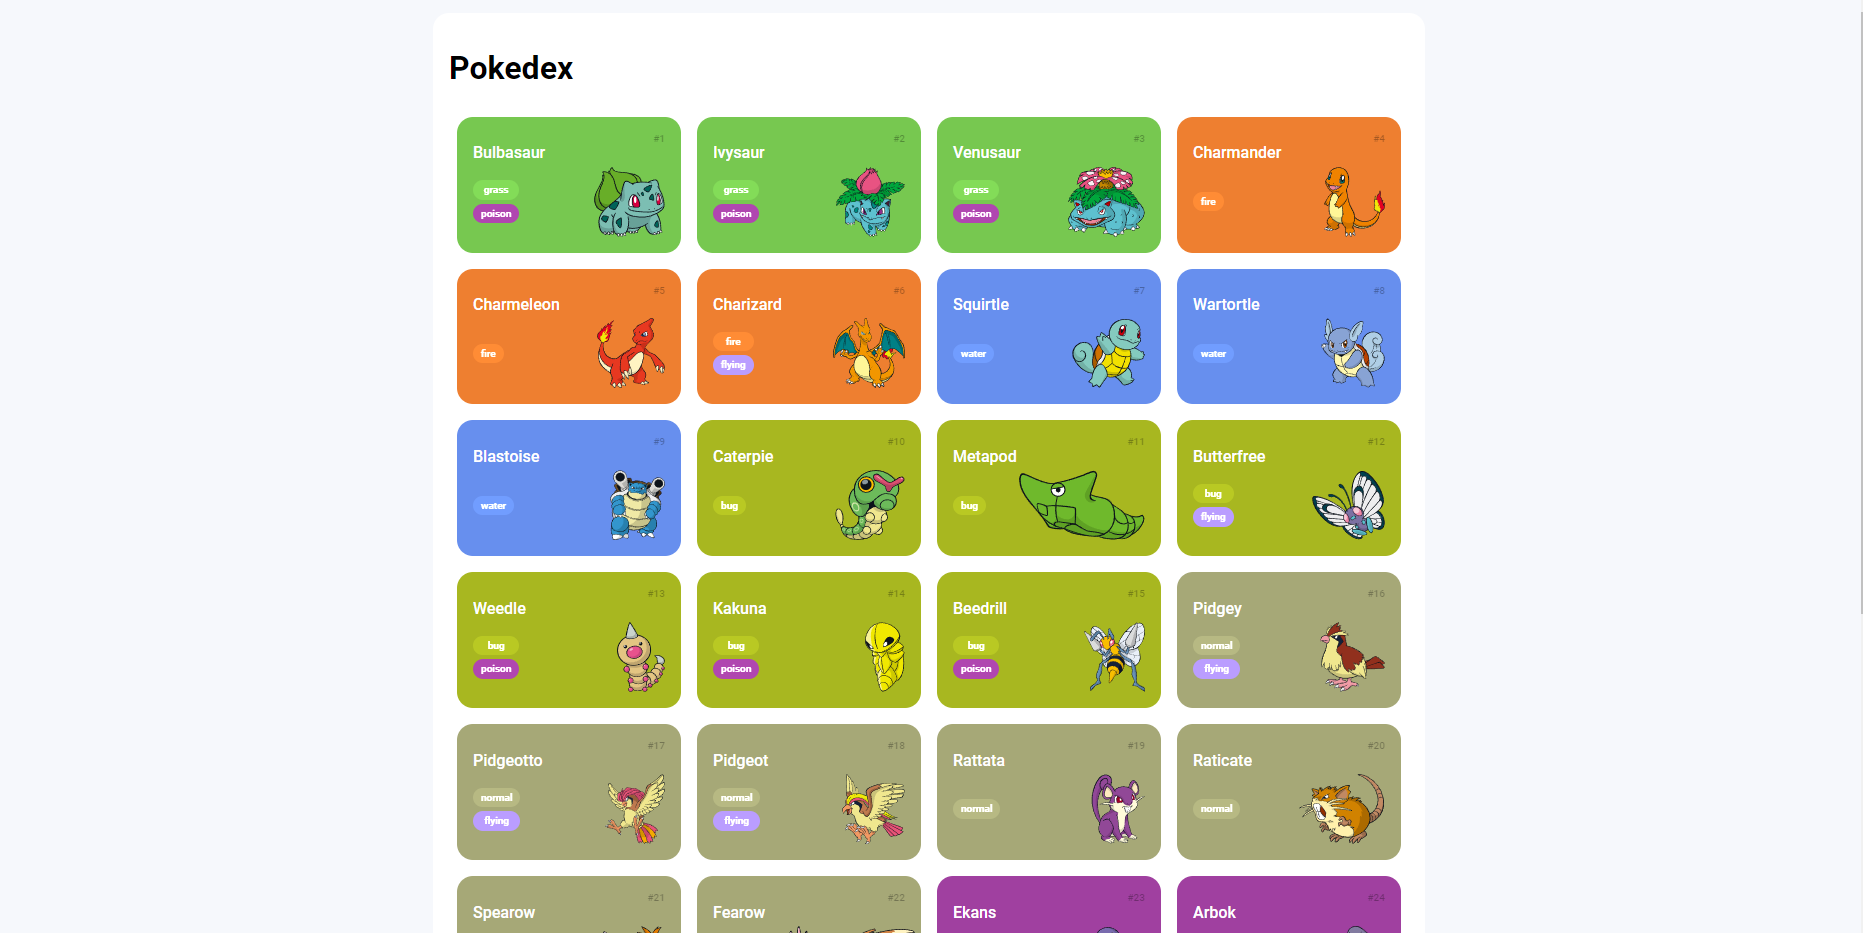 Pokedex
#1
Bulbasaur
grass
poison
#2
Ivysaur
grass
poison
#3
Venusaur
grass
poison
#4
Charmander
fire
#5
Charmeleon
fire
#6
Charizard
fire
flying
#7
Squirtle
water
#8
Wartortle
water
#9
Blastoise
water
#10
Caterpie
bug
#11
Metapod
bug
#12
Butterfree
bug
flying
#13
Weedle
bug
poison
#14
Kakuna
bug
poison
#15
Beedrill
bug
poison
#16
Pidgey
normal
flying
#17
Pidgeotto
normal
flying
#18
Pidgeot
normal
flying
#19
Rattata
normal
#20
Raticate
normal
#21
Spearow
#22
Fearow
#23
Ekans
#24
Arbok